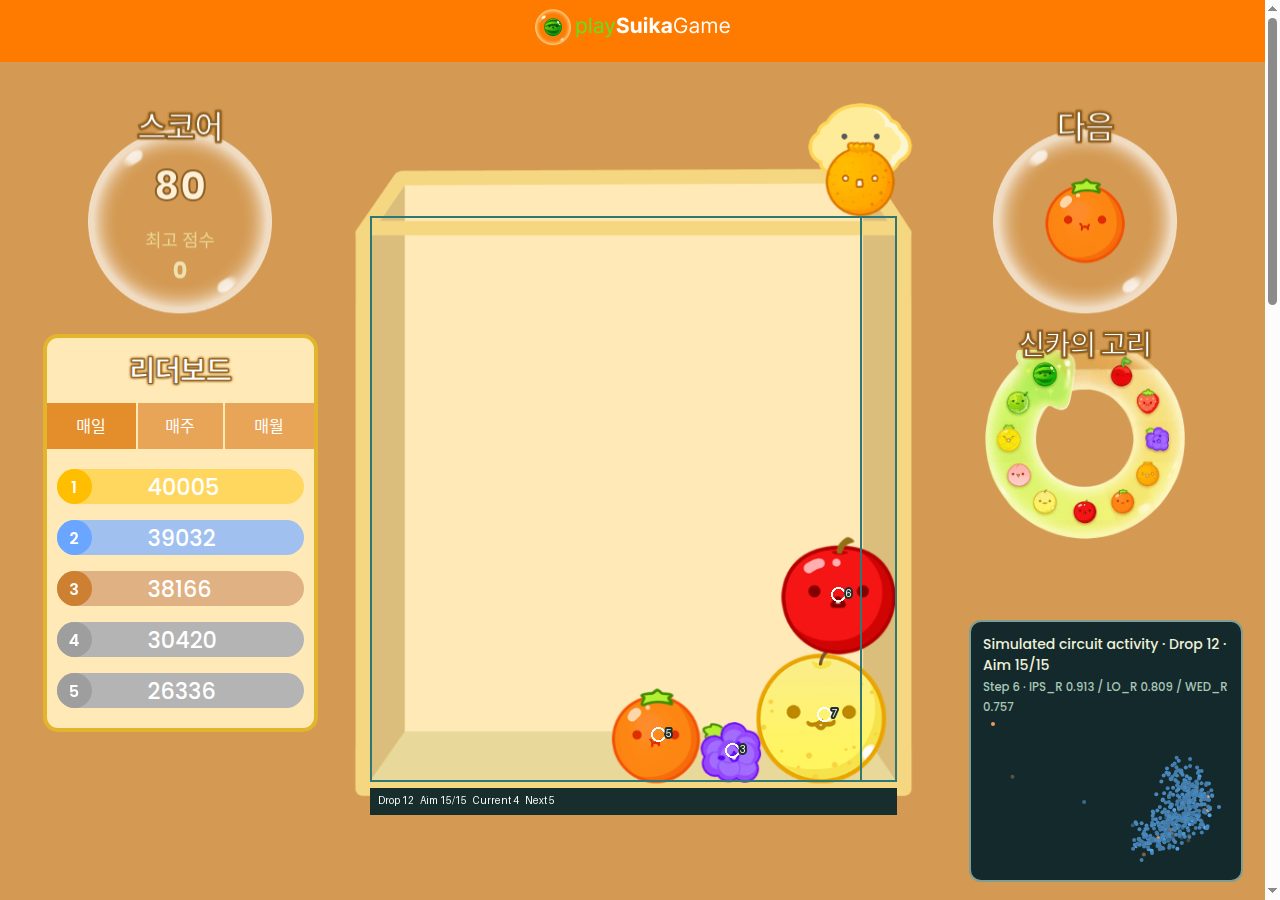 playSuikaGame
스코어
80
최고 점수
0
리더보드
매일 매주 매월
1 40005
2 39032
3 38166
4 30420
5 26336
다음
신카의 고리
6
7
5
3
Drop 12 Aim 15/15 Current 4 Next 5
Simulated circuit activity · Drop 12 ·
Aim 15/15
Step 6 · IPS_R 0.913 / LO_R 0.809 / WED_R
0.757